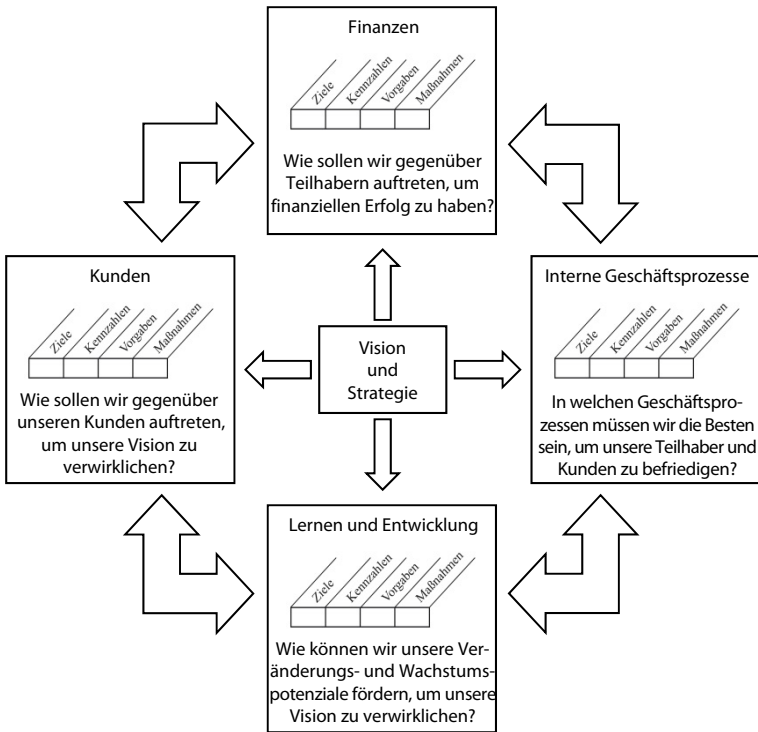 Finanzen
Ziele
Kennzahlen
Vorgaben
Maßnahmen
Wie sollen wir gegenüber
Teilhabern auftreten, um
finanziellen Erfolg zu haben?
Kunden
Ziele
Kennzahlen
Vorgaben
Maßnahmen
Wie sollen wir gegenüber
unseren Kunden auftreten,
um unsere Vision zu
verwirklichen?
Vision
und
Strategie
Interne Geschäftsprozesse
Ziele
Kennzahlen
Vorgaben
Maßnahmen
In welchen Geschäftspro-
zessen müssen wir die Besten
sein, um unsere Teilhaber und
Kunden zu befriedigen?
Lernen und Entwicklung
Ziele
Kennzahlen
Vorgaben
Maßnahmen
Wie können wir unsere Ver-
änderungs- und Wachstums-
potenziale fördern, um unsere
Vision zu verwirklichen?